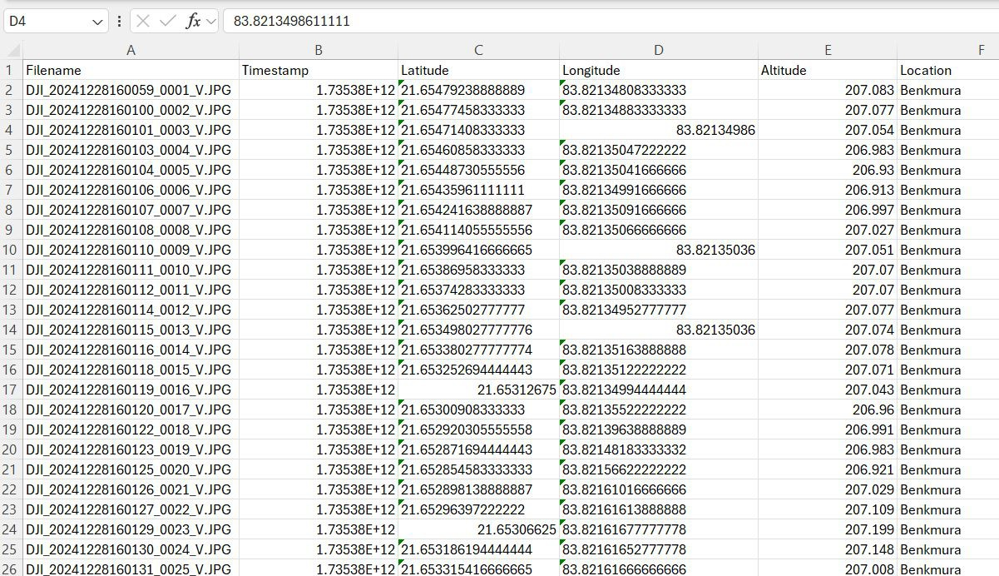 D4 fx 83.8213498611111
A B C D E F
1 Filename Timestamp Latitude Longitude Altitude Location
2 DJI_20241228160059_0001_V.JPG 1.73538E+12 21.65479238888889 83.82134808333333 207.083 Benkmura
3 DJI_20241228160100_0002_V.JPG 1.73538E+12 21.65477458333333 83.82134883333333 207.077 Benkmura
4 DJI_20241228160101_0003_V.JPG 1.73538E+12 21.65471408333333 83.82134986 207.054 Benkmura
5 DJI_20241228160103_0004_V.JPG 1.73538E+12 21.65460858333333 83.82135047222222 206.983 Benkmura
6 DJI_20241228160104_0005_V.JPG 1.73538E+12 21.65448730555556 83.82135041666666 206.93 Benkmura
7 DJI_20241228160106_0006_V.JPG 1.73538E+12 21.65435961111111 83.82134991666666 206.913 Benkmura
8 DJI_20241228160107_0007_V.JPG 1.73538E+12 21.654241638888887 83.82135091666666 206.997 Benkmura
9 DJI_20241228160108_0008_V.JPG 1.73538E+12 21.654114055555556 83.82135066666666 207.027 Benkmura
10 DJI_20241228160110_0009_V.JPG 1.73538E+12 21.653996416666665 83.82135036 207.051 Benkmura
11 DJI_20241228160111_0010_V.JPG 1.73538E+12 21.65386958333333 83.82135038888889 207.07 Benkmura
12 DJI_20241228160112_0011_V.JPG 1.73538E+12 21.65374283333333 83.82135008333333 207.07 Benkmura
13 DJI_20241228160114_0012_V.JPG 1.73538E+12 21.65362502777777 83.82134952777777 207.077 Benkmura
14 DJI_20241228160115_0013_V.JPG 1.73538E+12 21.653498027777776 83.82135036 207.074 Benkmura
15 DJI_20241228160116_0014_V.JPG 1.73538E+12 21.653380277777774 83.82135163888888 207.078 Benkmura
16 DJI_20241228160118_0015_V.JPG 1.73538E+12 21.653252694444443 83.82135122222222 207.071 Benkmura
17 DJI_20241228160119_0016_V.JPG 1.73538E+12 21.65312675 83.82134994444444 207.043 Benkmura
18 DJI_20241228160120_0017_V.JPG 1.73538E+12 21.65300908333333 83.82135522222222 206.96 Benkmura
19 DJI_20241228160122_0018_V.JPG 1.73538E+12 21.652920305555558 83.82139638888889 206.991 Benkmura
20 DJI_20241228160123_0019_V.JPG 1.73538E+12 21.652871694444443 83.82148183333332 206.983 Benkmura
21 DJI_20241228160125_0020_V.JPG 1.73538E+12 21.652854583333333 83.82156622222222 206.921 Benkmura
22 DJI_20241228160126_0021_V.JPG 1.73538E+12 21.652898138888887 83.82161016666666 207.029 Benkmura
23 DJI_20241228160127_0022_V.JPG 1.73538E+12 21.65296397222222 83.82161613888888 207.109 Benkmura
24 DJI_20241228160129_0023_V.JPG 1.73538E+12 21.65306625 83.82161677777778 207.199 Benkmura
25 DJI_20241228160130_0024_V.JPG 1.73538E+12 21.653186194444444 83.82161652777778 207.148 Benkmura
26 DJI_20241228160131_0025_V.JPG 1.73538E+12 21.653315416666665 83.82161666666666 207.008 Benkmura